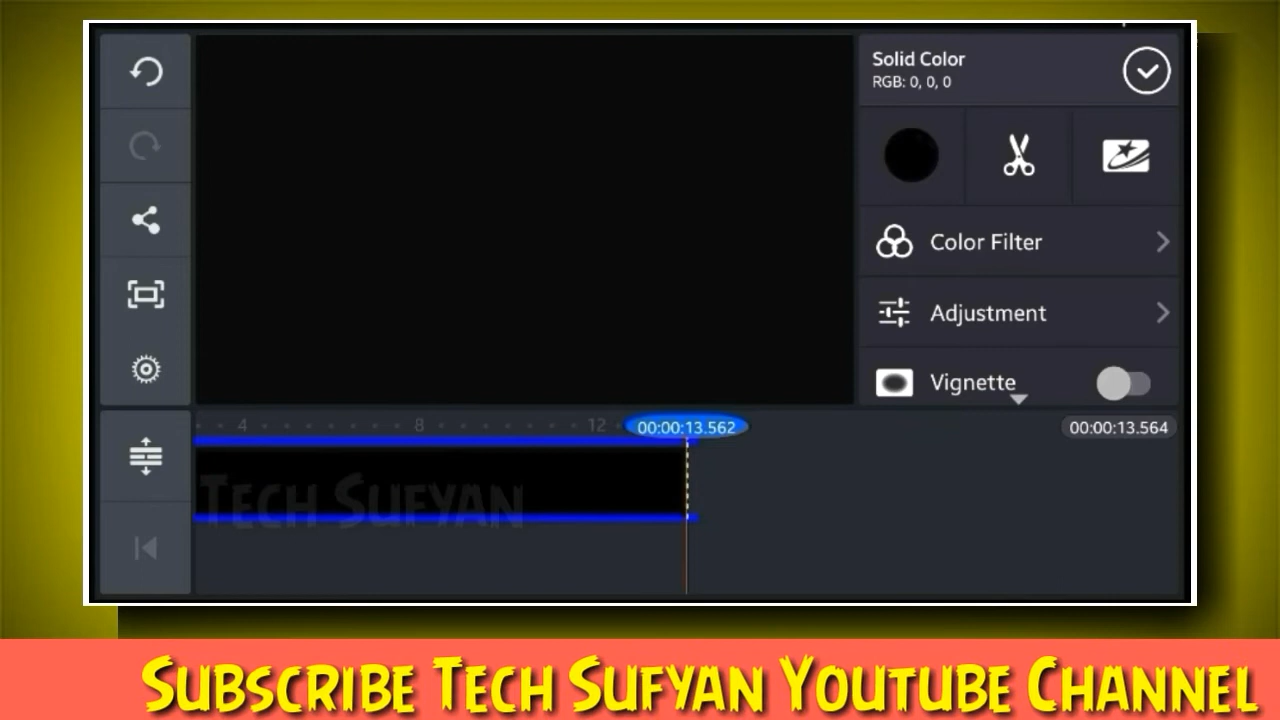 Solid Color
RGB: 0, 0, 0
Color Filter
Adjustment
Vignette
4 8 12 00:00:13.562 00:00:13.564
Tech Sufyan
Subscribe Tech Sufyan Youtube Channel